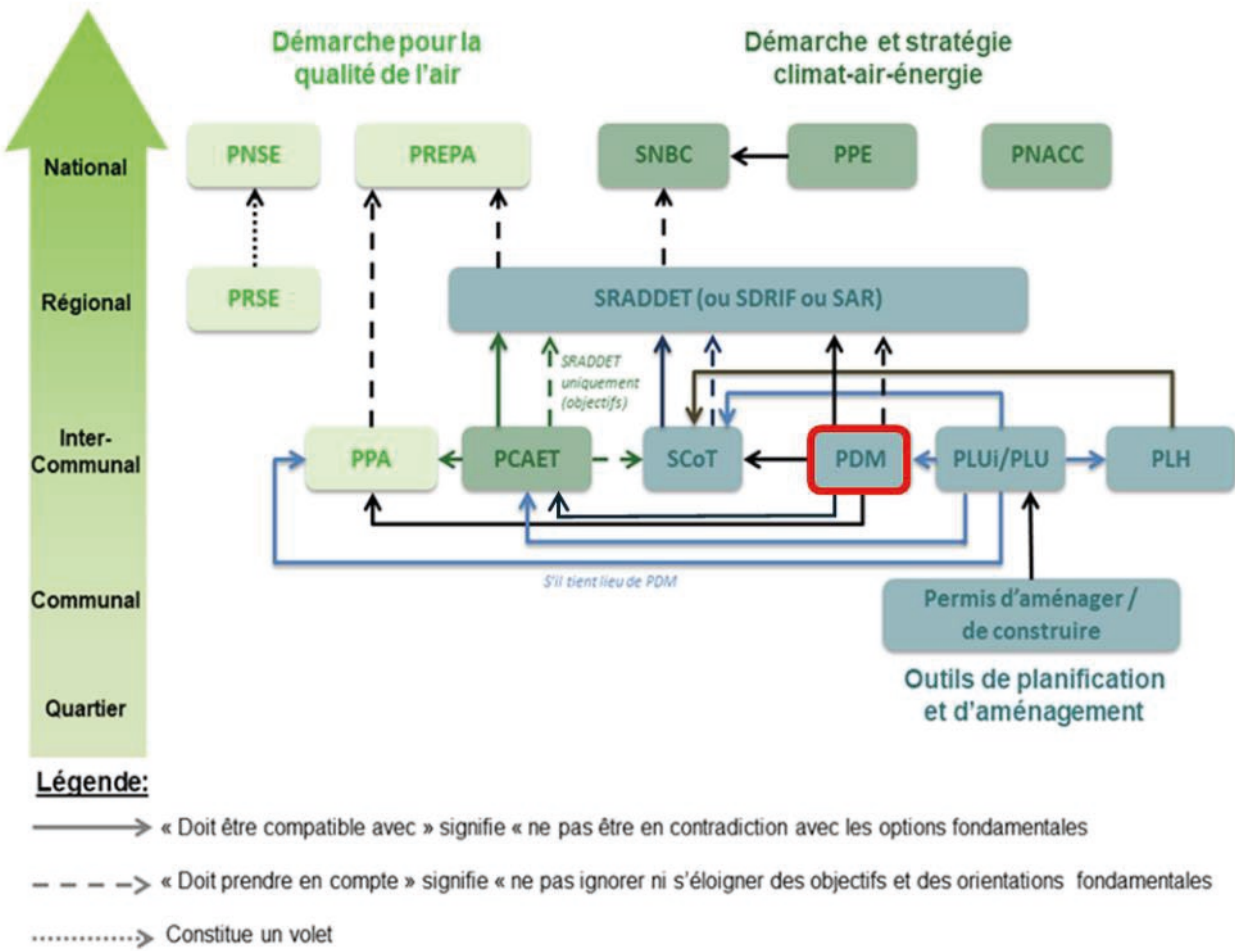 Démarche pour la
qualité de l'air
Démarche et stratégie
climat-air-énergie
National
PNSE
PREPA
SNBC
PPE
PNACC
Régional
PRSE
SRADDET (ou SDRIF ou SAR)
SRADDET
uniquement
(objectifs)
Inter-
Communal
PPA
PCAET
SCoT
PDM
PLUi/PLU
PLH
S'il tient lieu de PDM
Communal
Permis d'aménager /
de construire
Quartier
Outils de planification
et d'aménagement
Légende:
« Doit être compatible avec » signifie « ne pas être en contradiction avec les options fondamentales
« Doit prendre en compte » signifie « ne pas ignorer ni s'éloigner des objectifs et des orientations fondamentales
Constitue un volet